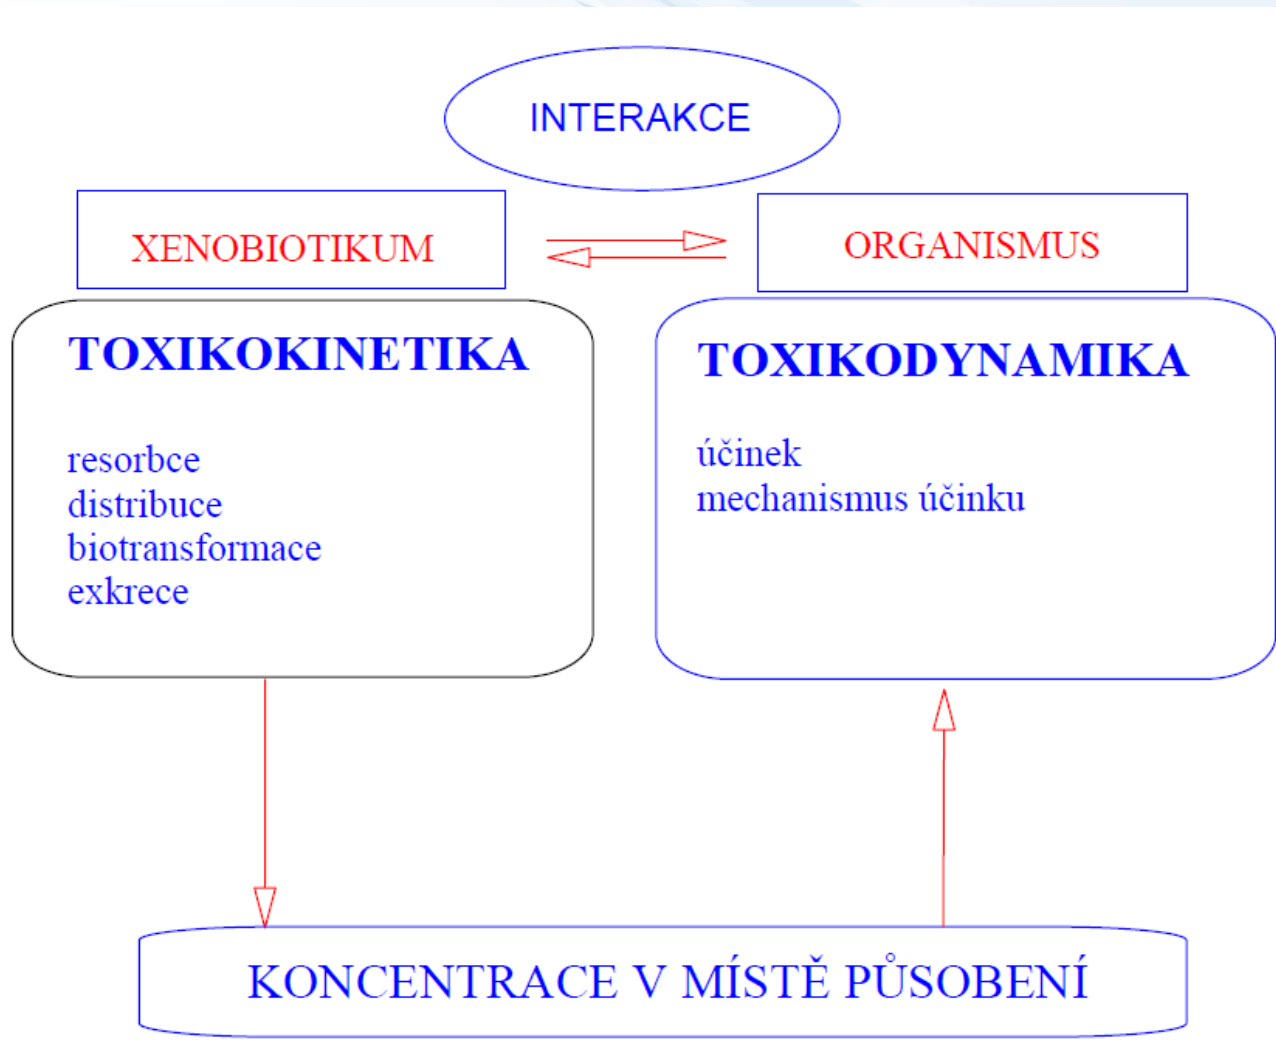 INTERAKCE
XENOBIOTIKUM
ORGANISMUS
TOXIKOKINETIKA
resorbce
distribuce
biotransformace
exkrece
TOXIKODYNAMIKA
účinek
mechanismus účinku
KONCENTRACE V MÍSTĚ PŮSOBENÍ